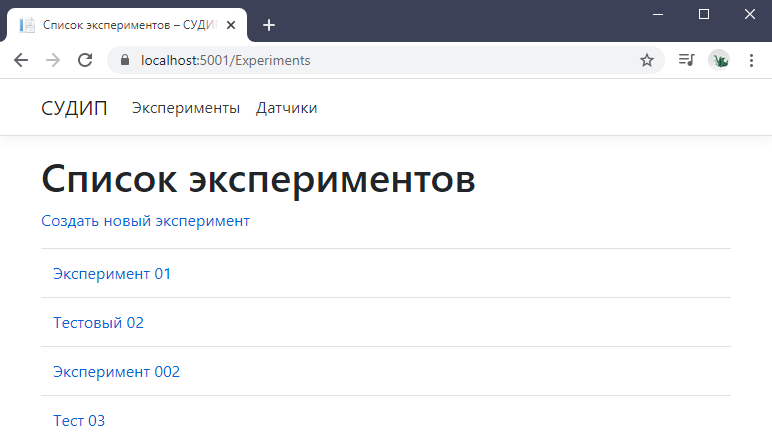 Список экспериментов – СУДИП
localhost:5001/Experiments
СУДИП Эксперименты Датчики
Список экспериментов
Создать новый эксперимент
Эксперимент 01
Тестовый 02
Эксперимент 002
Тест 03